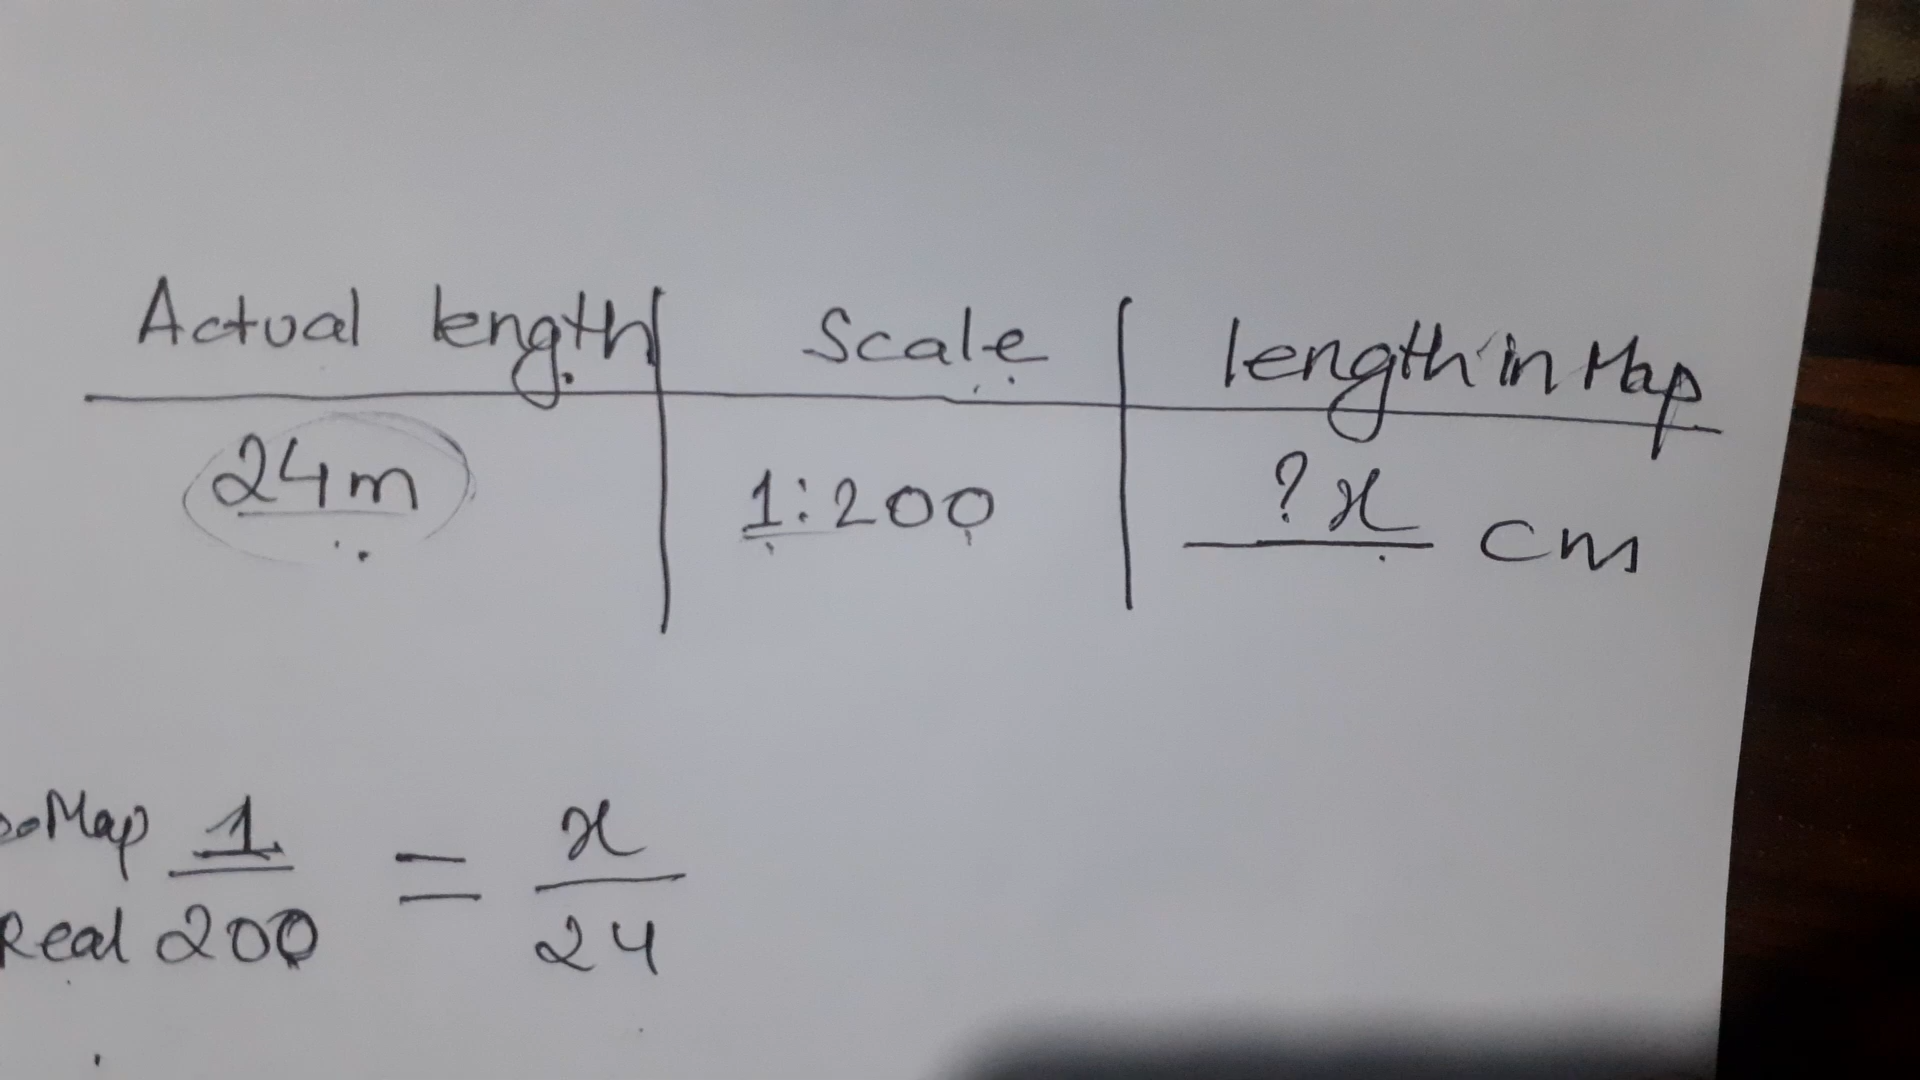 Actual length Scale length in Map
24m 1:200 ? x cm
Map 1 = x
Real 200 24